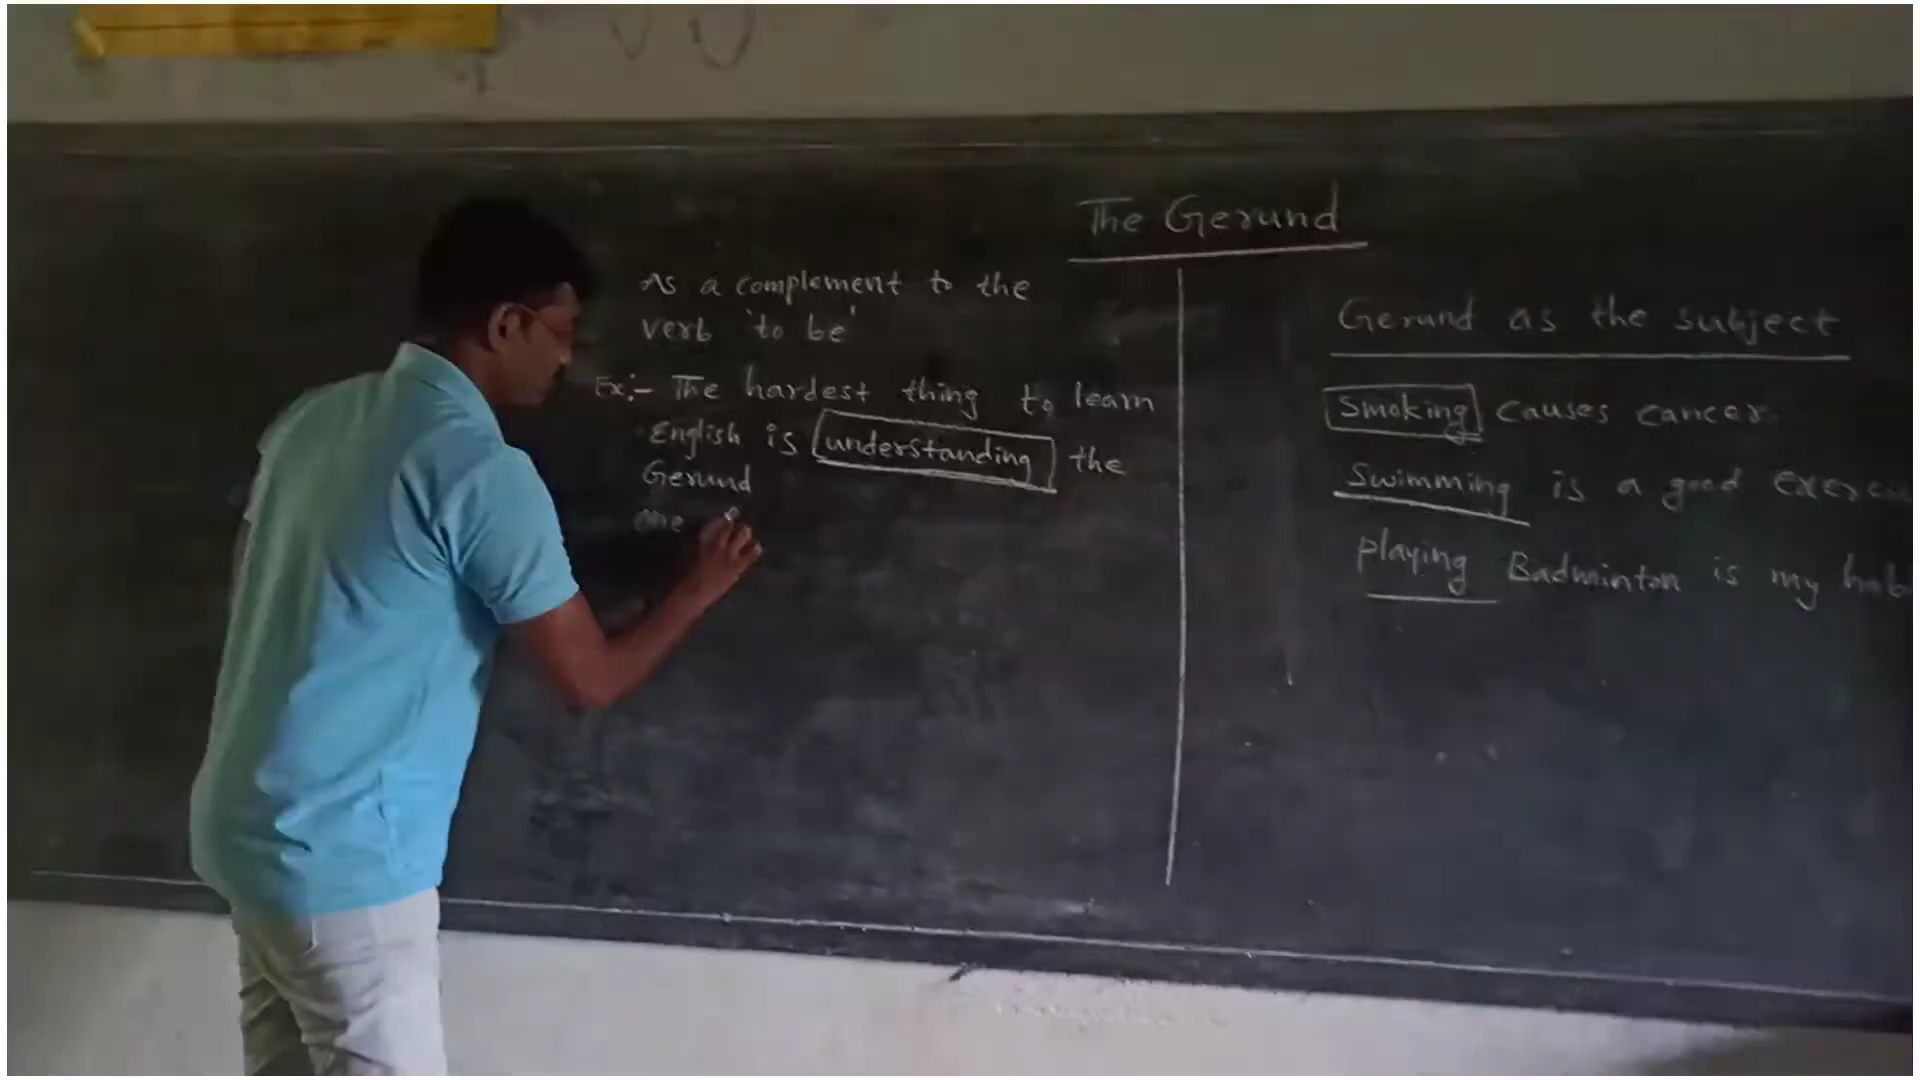 The Gerund
As a complement to the
verb 'to be'
Ex:- The hardest thing to learn
English is understanding the
Gerund
one
Gerund as the subject
Smoking causes cancer.
Swimming is a good
playing Badminton is my